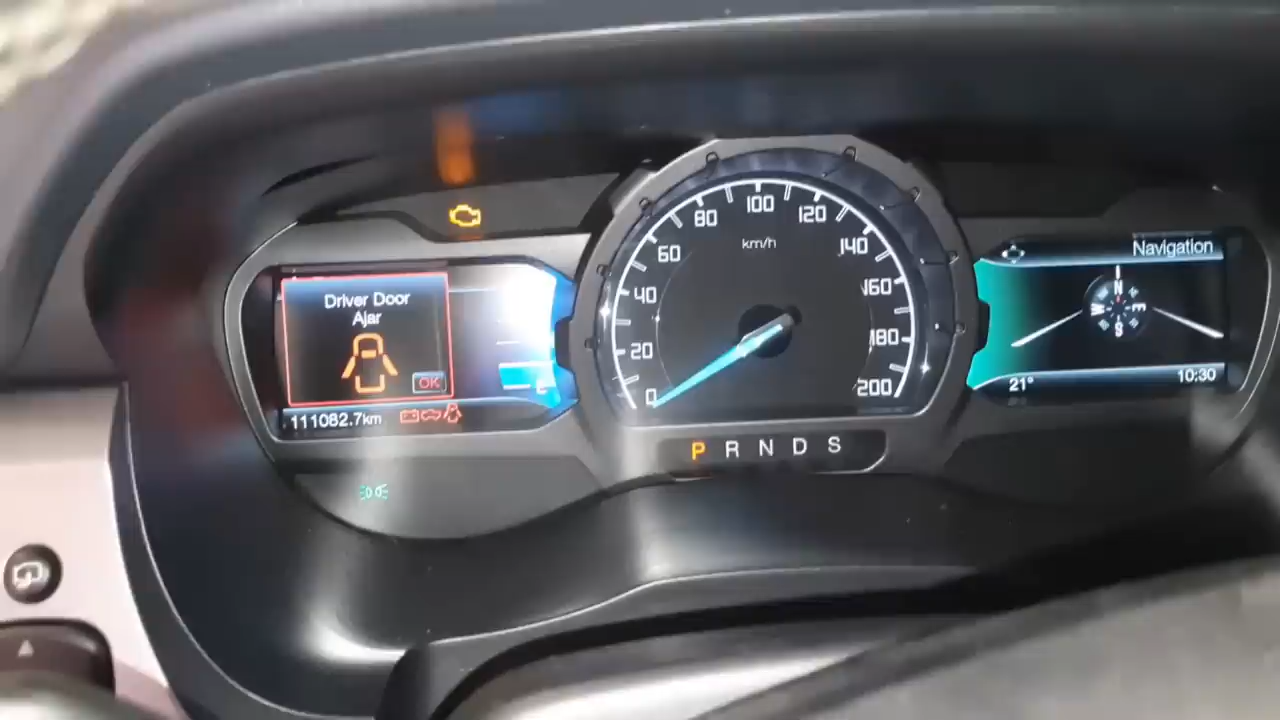 Driver Door
Ajar
OK
111082.7km
0
20
40
60
80
100
120
140
160
180
200
km/h
P R N D S
Navigation
N
E
S
W
21°
10:30